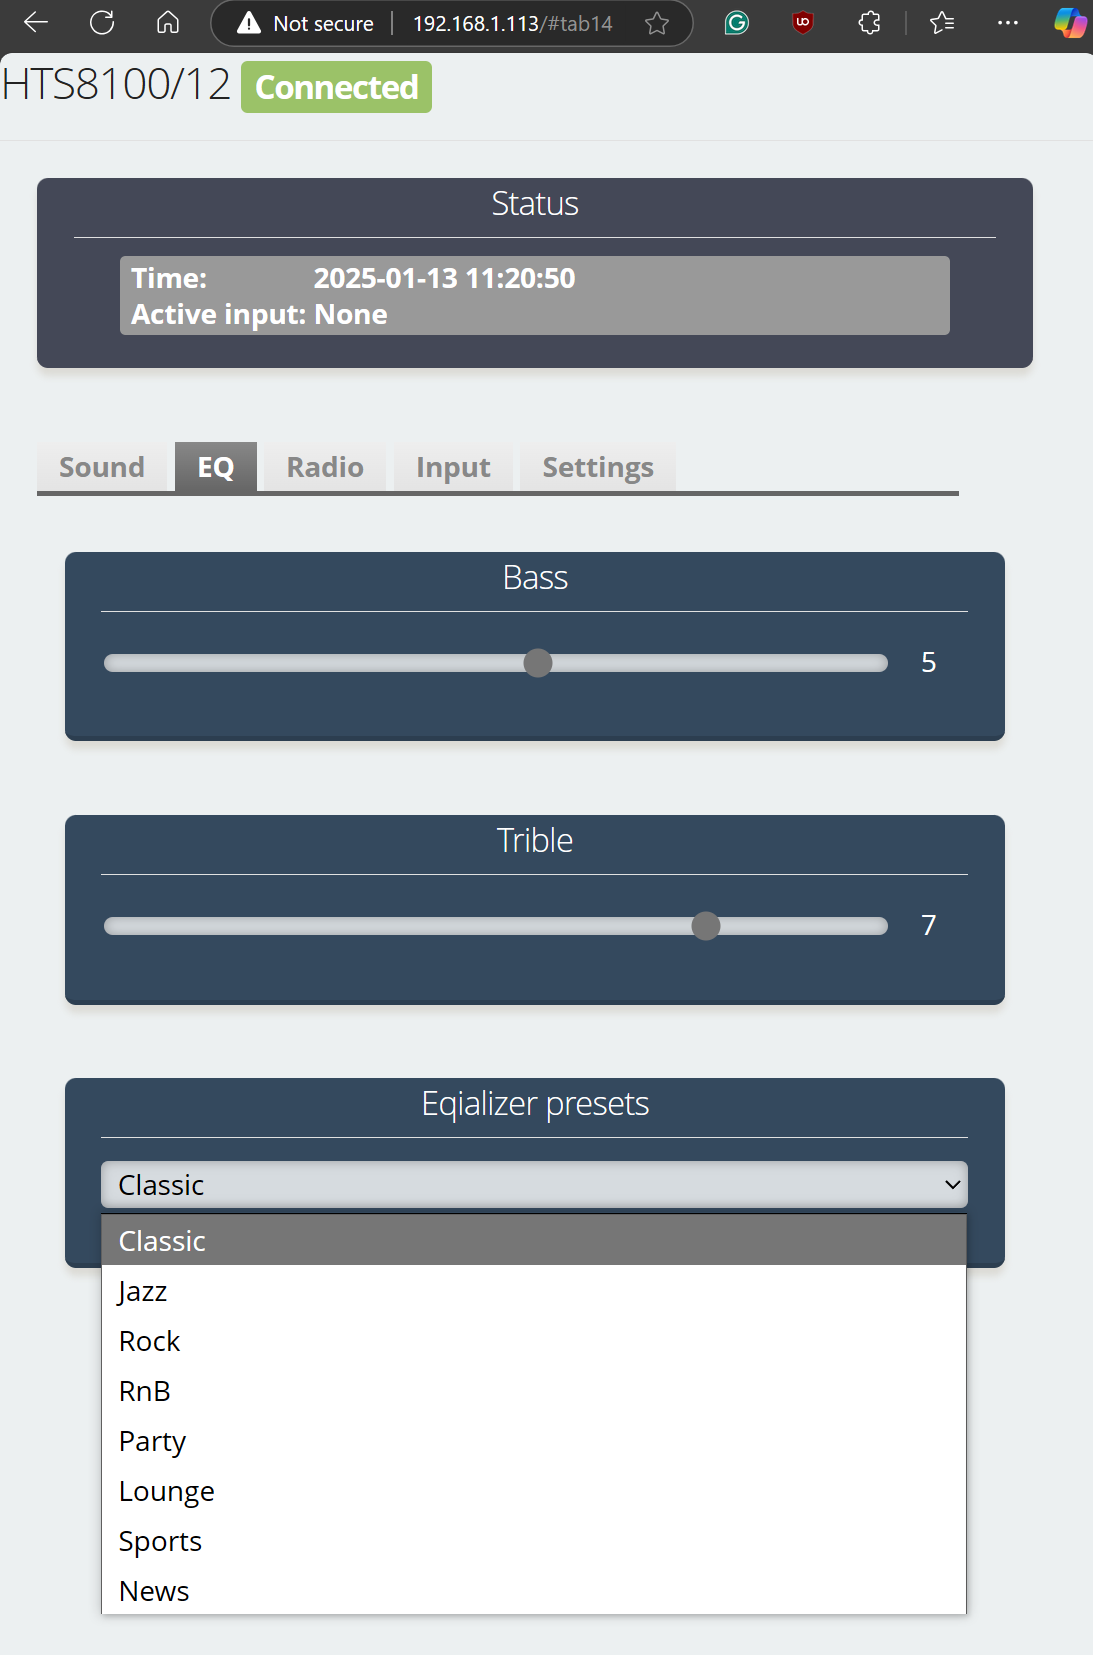 Not secure 192.168.1.113/#tab14
HTS8100/12 Connected
Status
Time: 2025-01-13 11:20:50
Active input: None
Sound EQ Radio Input Settings
Bass
5
Trible
7
Eqializer presets
Classic
Classic
Jazz
Rock
RnB
Party
Lounge
Sports
News